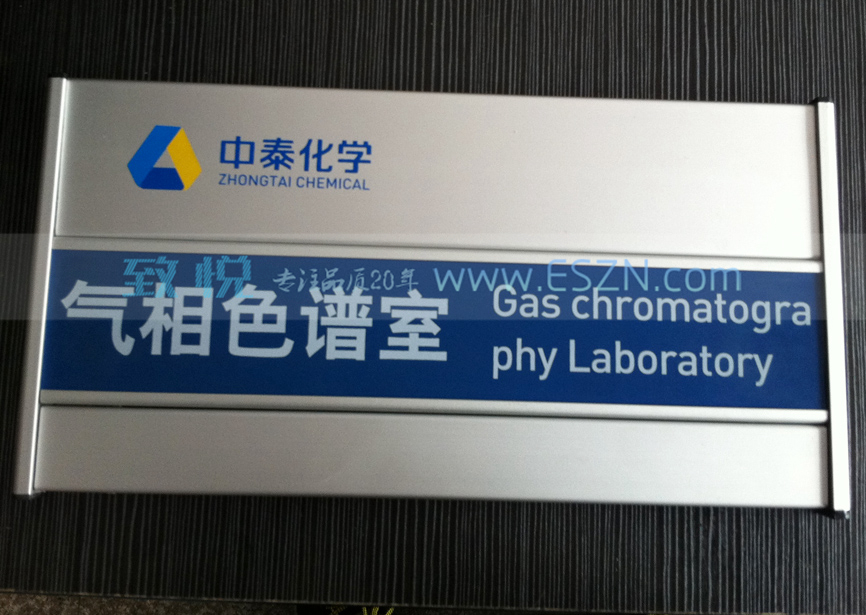 中泰化学
ZHONGTAI CHEMICAL
致悦 专注品质20年 www.ESZN.com
气相色谱室
Gas chromatogra
phy Laboratory